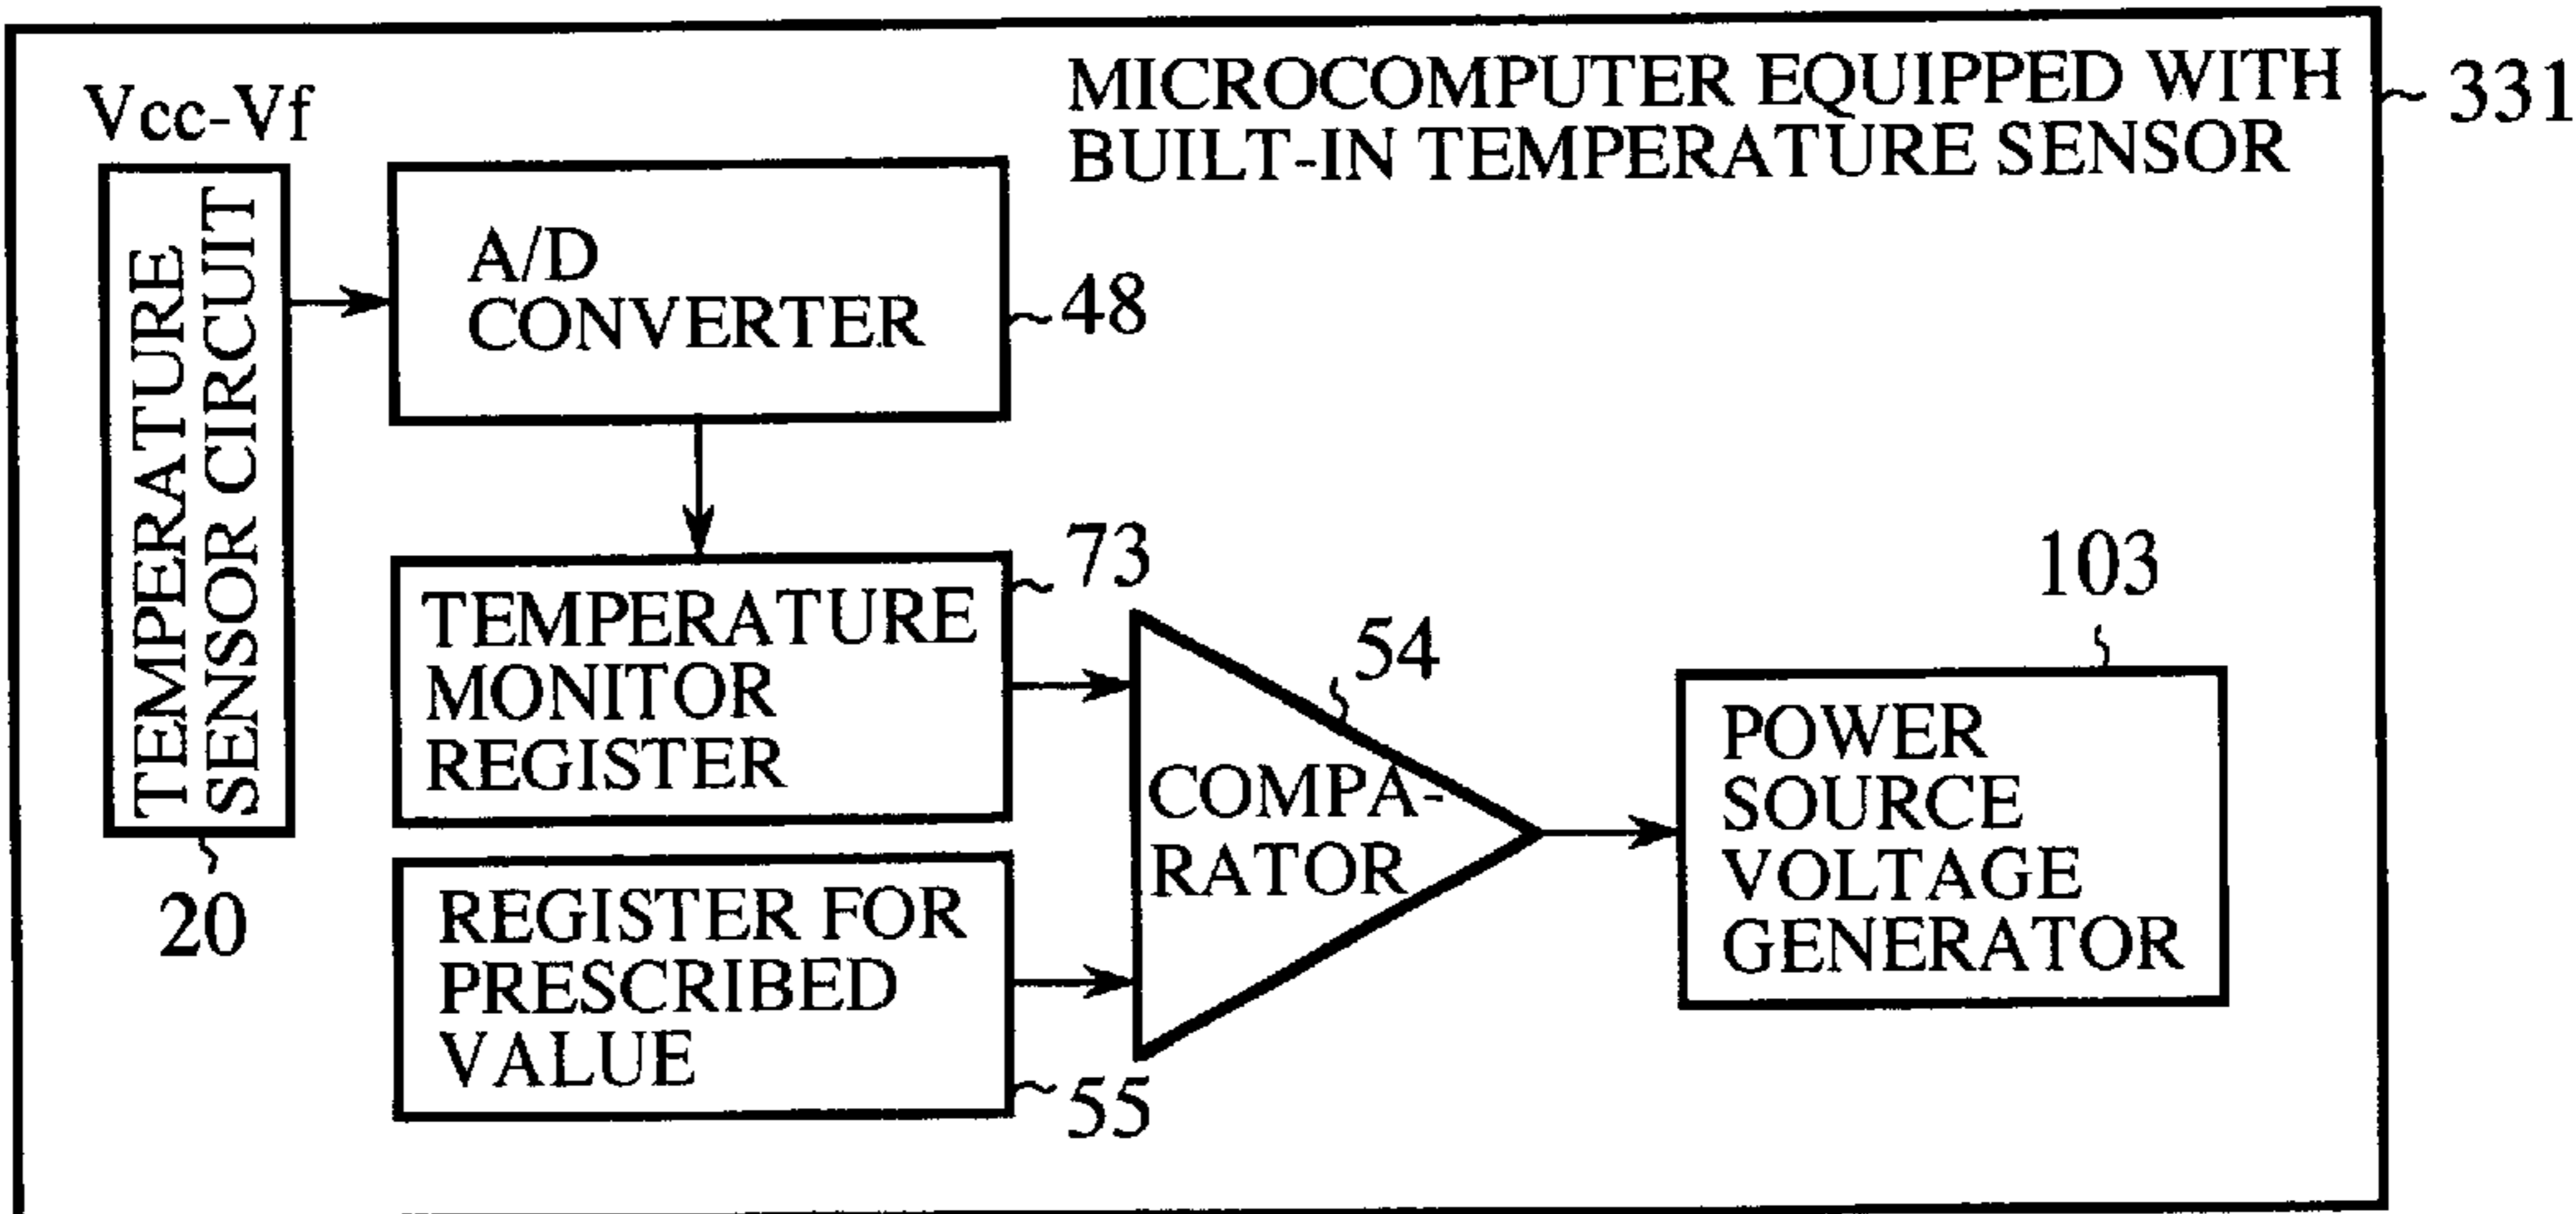 MICROCOMPUTER EQUIPPED WITH
BUILT-IN TEMPERATURE SENSOR
331
Vcc-Vf
TEMPERATURE
SENSOR CIRCUIT
20
A/D
CONVERTER
48
TEMPERATURE
MONITOR
REGISTER
73
REGISTER FOR
PRESCRIBED
VALUE
55
COMPA-
RATOR
54
POWER
SOURCE
VOLTAGE
GENERATOR
103